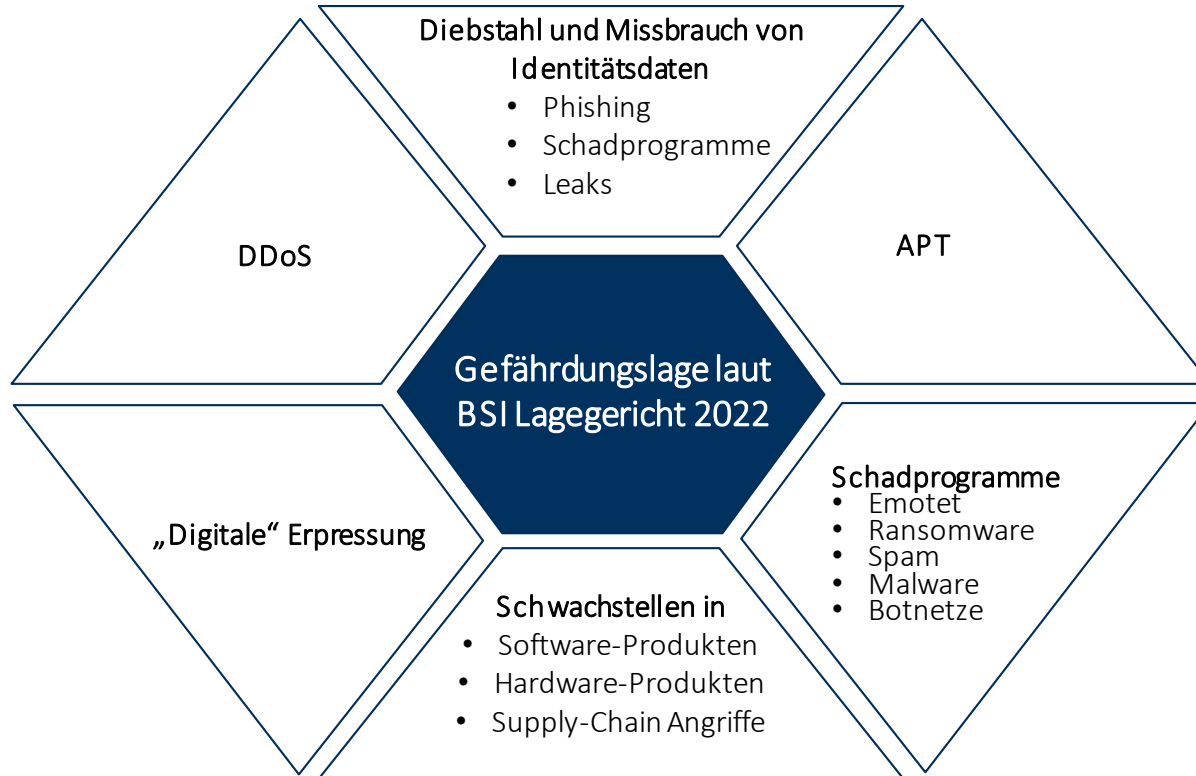 Diebstahl und Missbrauch von
Identitätsdaten
• Phishing
• Schadprogramme
• Leaks
DDoS
APT
Gefährdungslage laut
BSI Lagegericht 2022
„Digitale“ Erpressung
Schadprogramme
• Emotet
• Ransomware
• Spam
• Malware
• Botnetze
Schwachstellen in
• Software-Produkten
• Hardware-Produkten
• Supply-Chain Angriffe